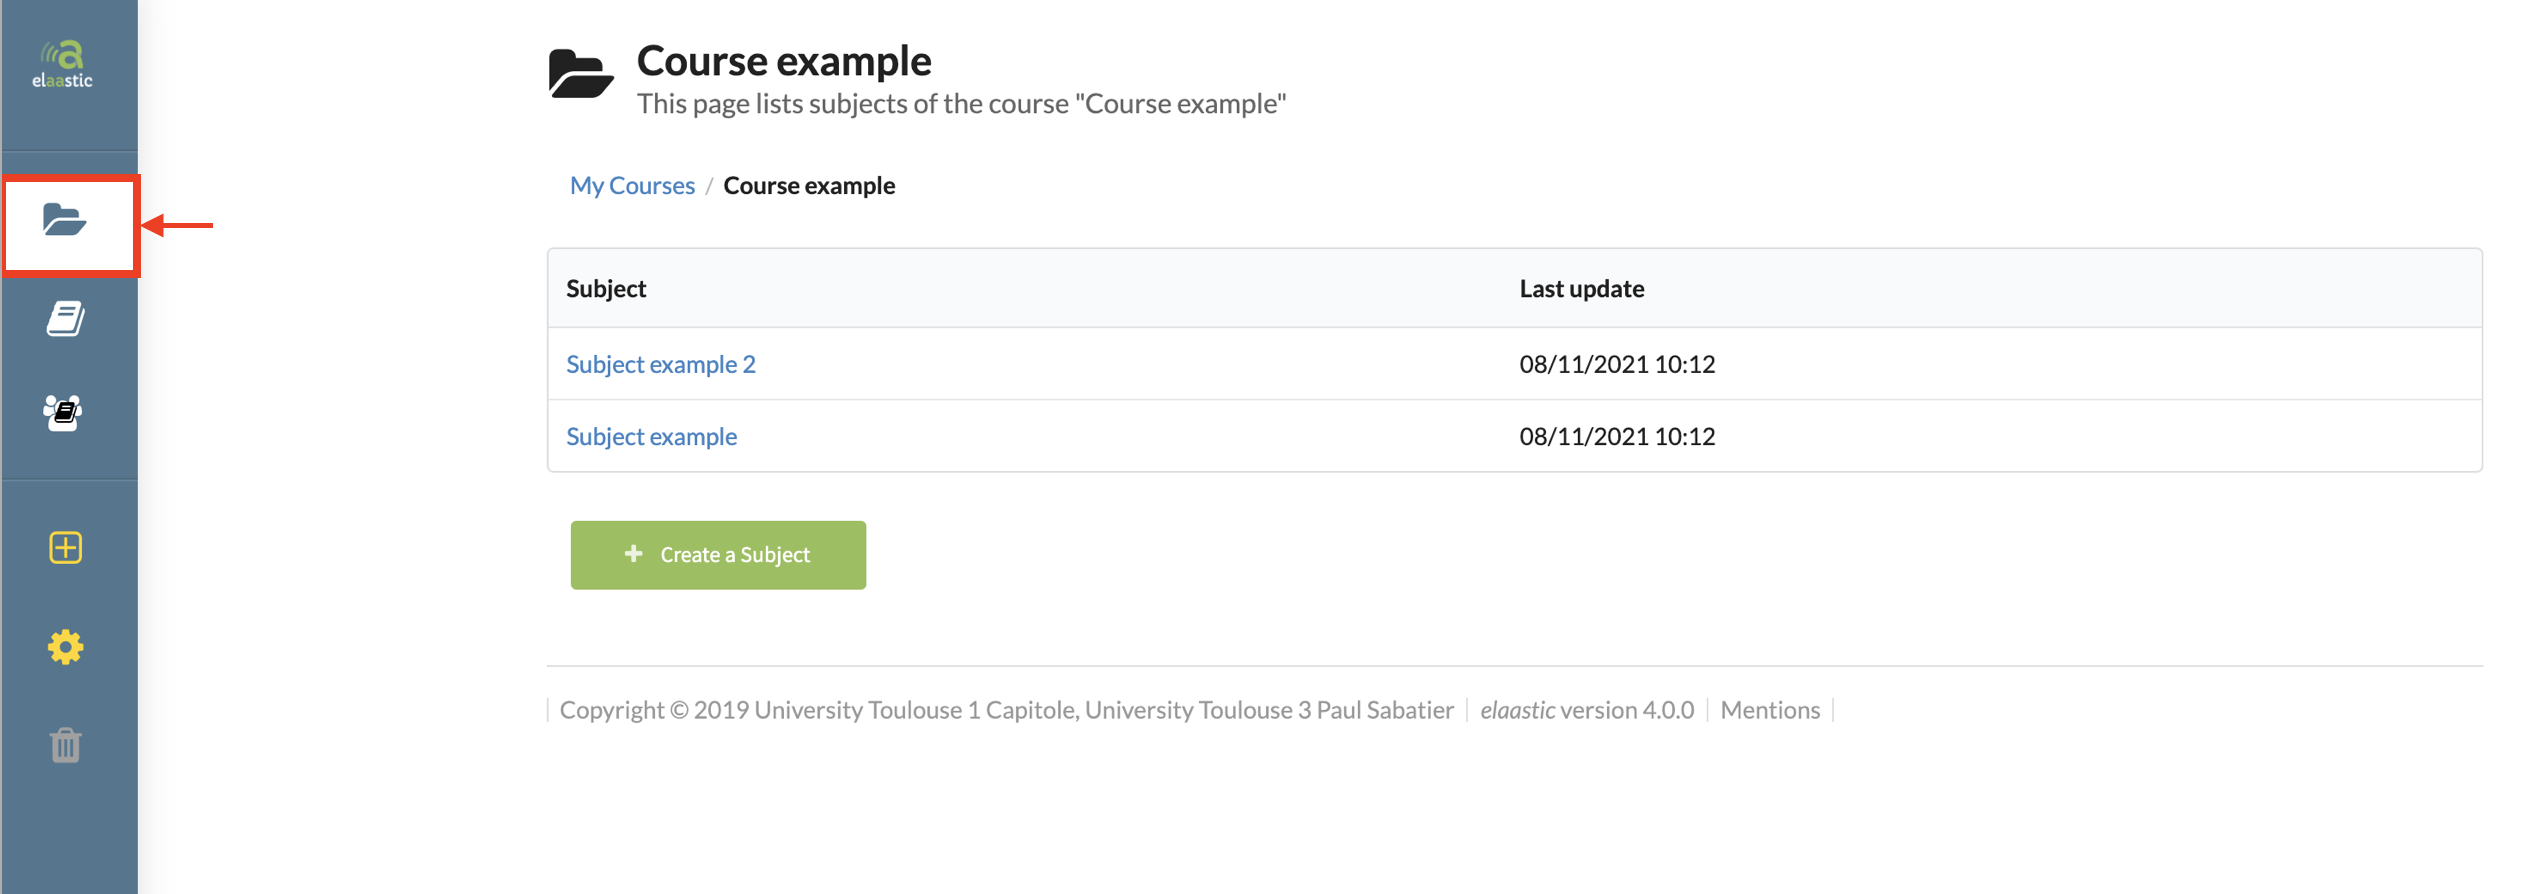 elaastic
Course example
This page lists subjects of the course "Course example"
My Courses / Course example
Subject Last update
Subject example 2 08/11/2021 10:12
Subject example 08/11/2021 10:12
+ Create a Subject
Copyright © 2019 University Toulouse 1 Capitole, University Toulouse 3 Paul Sabatier | elaastic version 4.0.0 | Mentions |